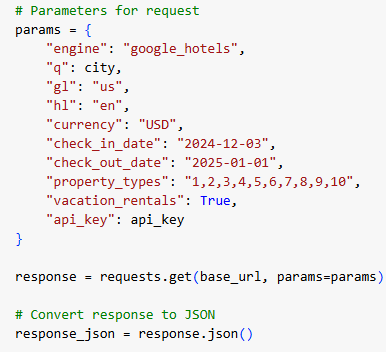 # Parameters for request
params = {
    "engine": "google_hotels",
    "q": city,
    "gl": "us",
    "hl": "en",
    "currency": "USD",
    "check_in_date": "2024-12-03",
    "check_out_date": "2025-01-01",
    "property_types": "1,2,3,4,5,6,7,8,9,10",
    "vacation_rentals": True,
    "api_key": api_key
}
response = requests.get(base_url, params=params)
# Convert response to JSON
response_json = response.json()